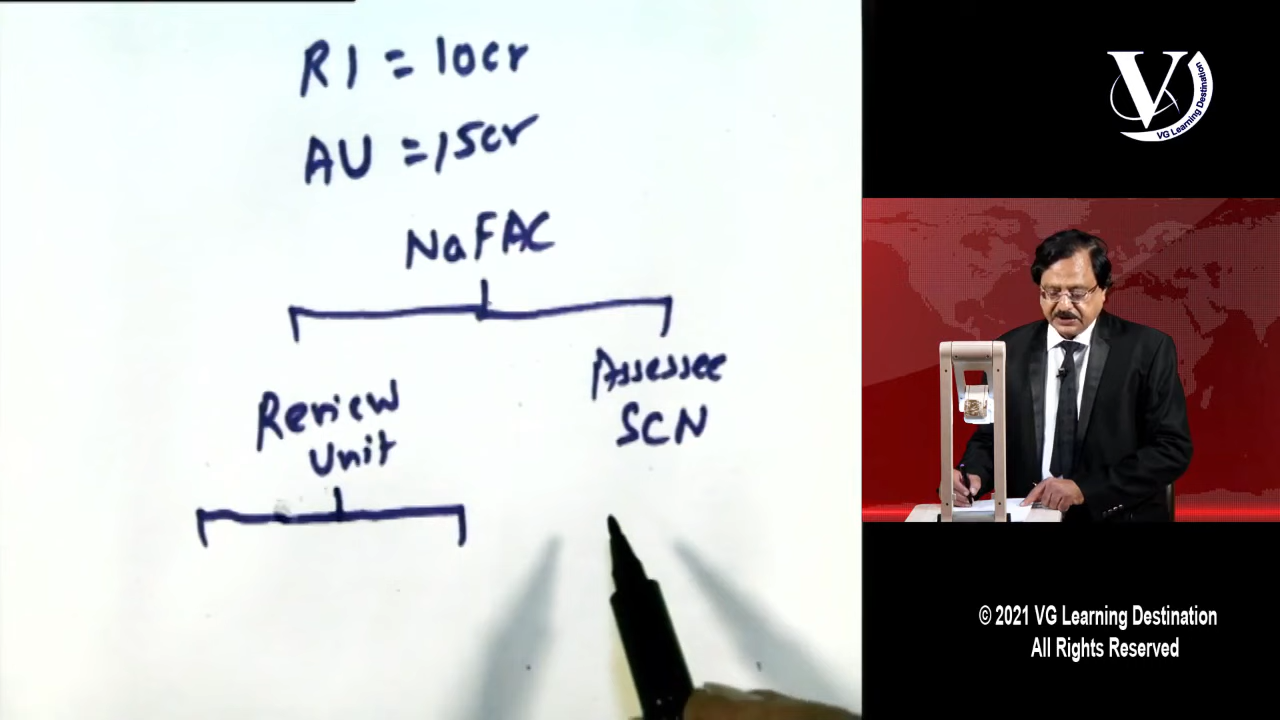 RI = 10cr
AU = 15cr
NaFAC
Review
Unit
Assessee
SCN
V
VG Learning Destination
© 2021 VG Learning Destination
All Rights Reserved